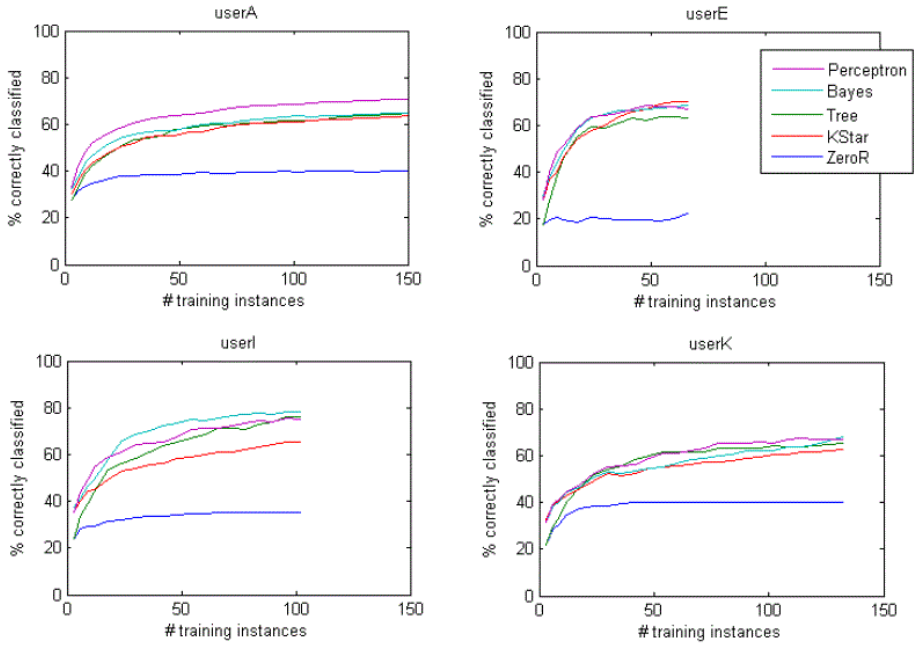 userA
100
80
60
40
20
0
% correctly classified
0 50 100 150
# training instances
userE
100
80
60
40
20
0
% correctly classified
0 50 100 150
# training instances
Perceptron
Bayes
Tree
KStar
ZeroR
userI
100
80
60
40
20
0
% correctly classified
0 50 100 150
# training instances
userK
100
80
60
40
20
0
% correctly classified
0 50 100 150
# training instances